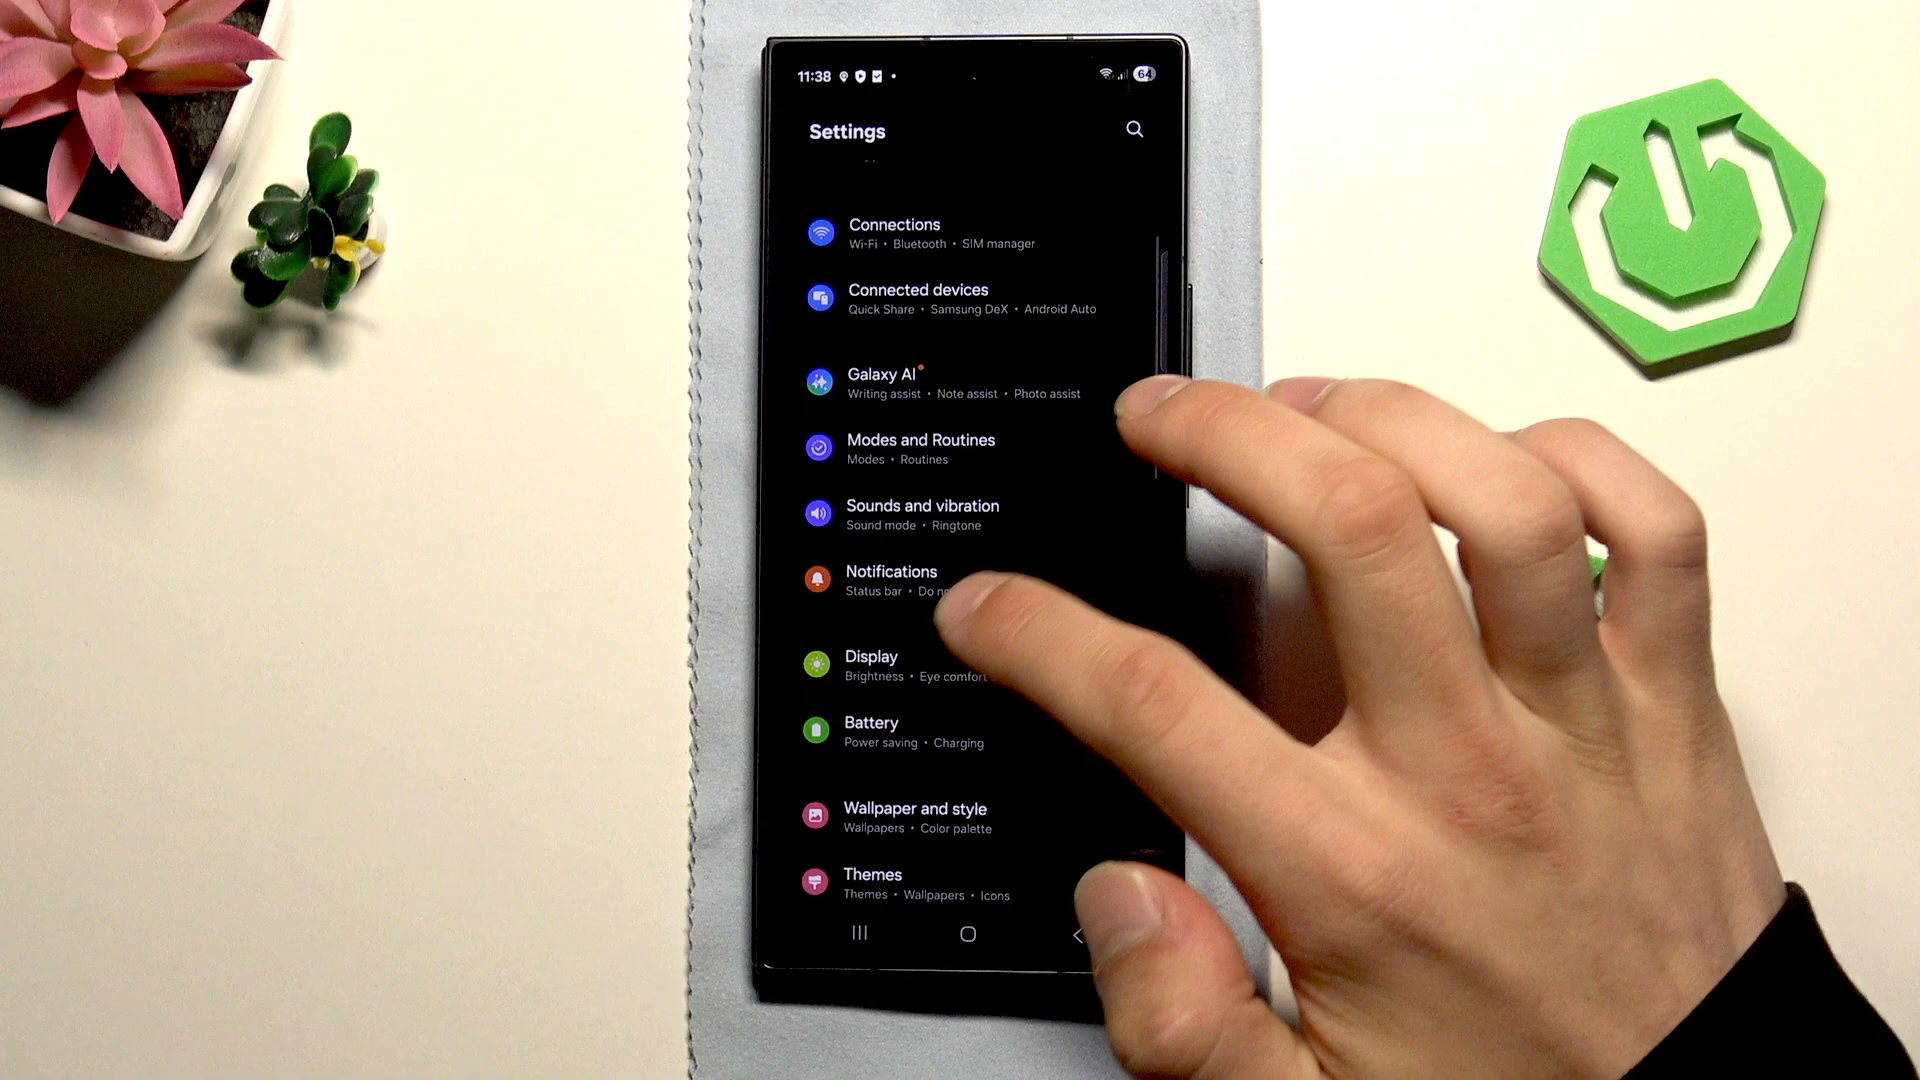 11:38
64
Settings
Connections
Wi-Fi • Bluetooth • SIM manager
Connected devices
Quick Share • Samsung DeX • Android Auto
Galaxy AI
Writing assist • Note assist • Photo assist
Modes and Routines
Modes • Routines
Sounds and vibration
Sound mode • Ringtone
Notifications
Status bar • Do
Display
Brightness • Eye comfort
Battery
Power saving • Charging
Wallpaper and style
Wallpapers • Color palette
Themes
Themes • Wallpapers • Icons